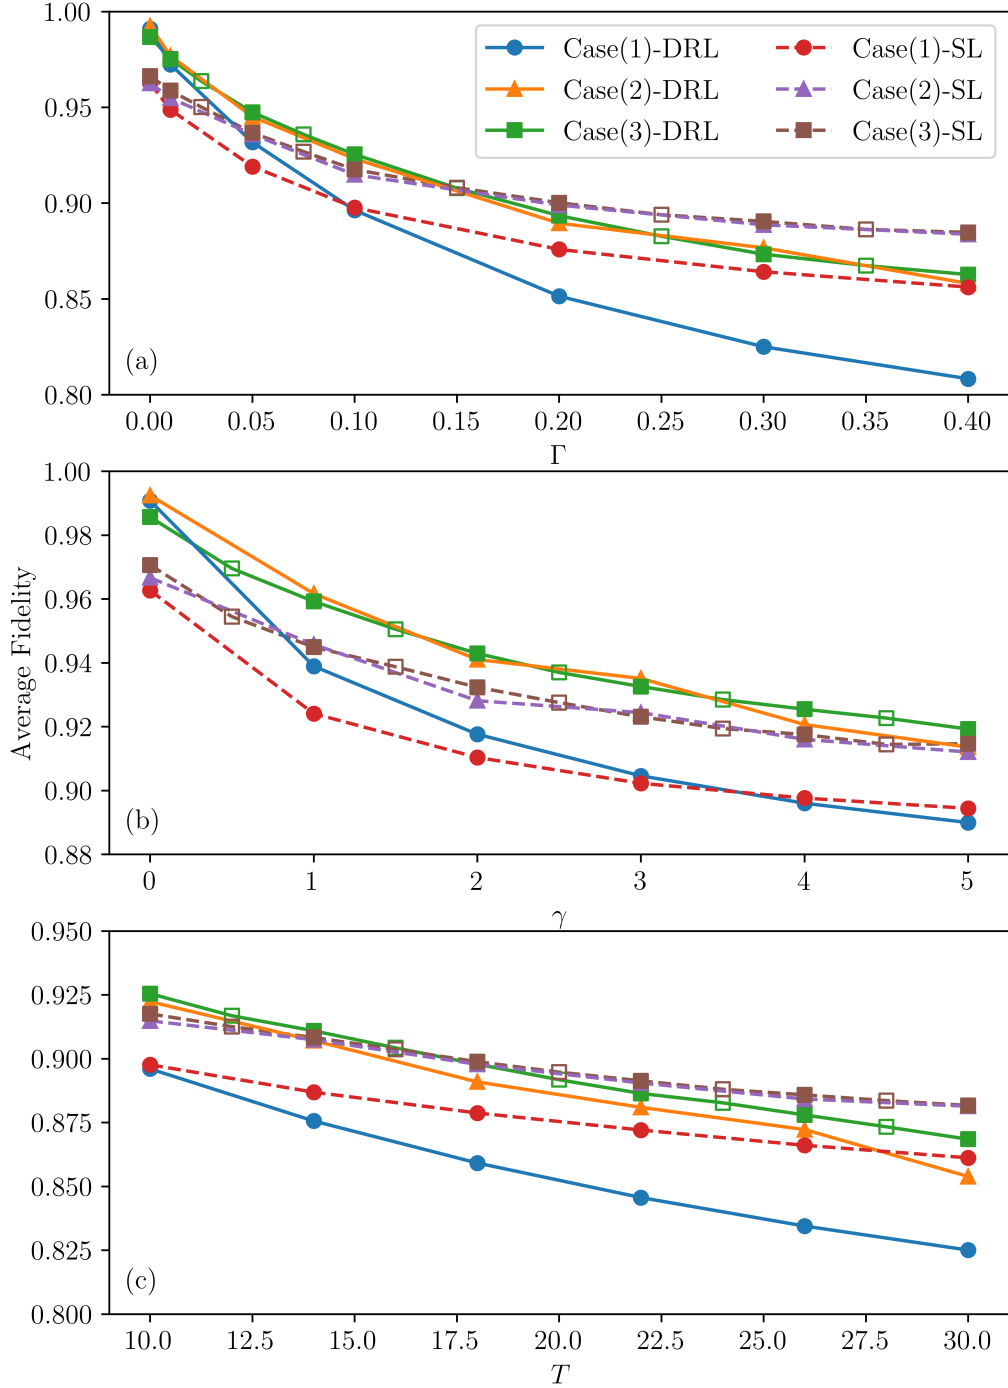 1.00
0.95
0.90
0.85
0.80
Case(1)-DRL
Case(2)-DRL
Case(3)-DRL
Case(1)-SL
Case(2)-SL
Case(3)-SL
(a)
0.00 0.05 0.10 0.15 0.20 0.25 0.30 0.35 0.40
Γ
Average Fidelity
1.00
0.98
0.96
0.94
0.92
0.90
0.88
(b)
0 1 2 3 4 5
γ
0.950
0.925
0.900
0.875
0.850
0.825
0.800
(c)
10.0 12.5 15.0 17.5 20.0 22.5 25.0 27.5 30.0
T